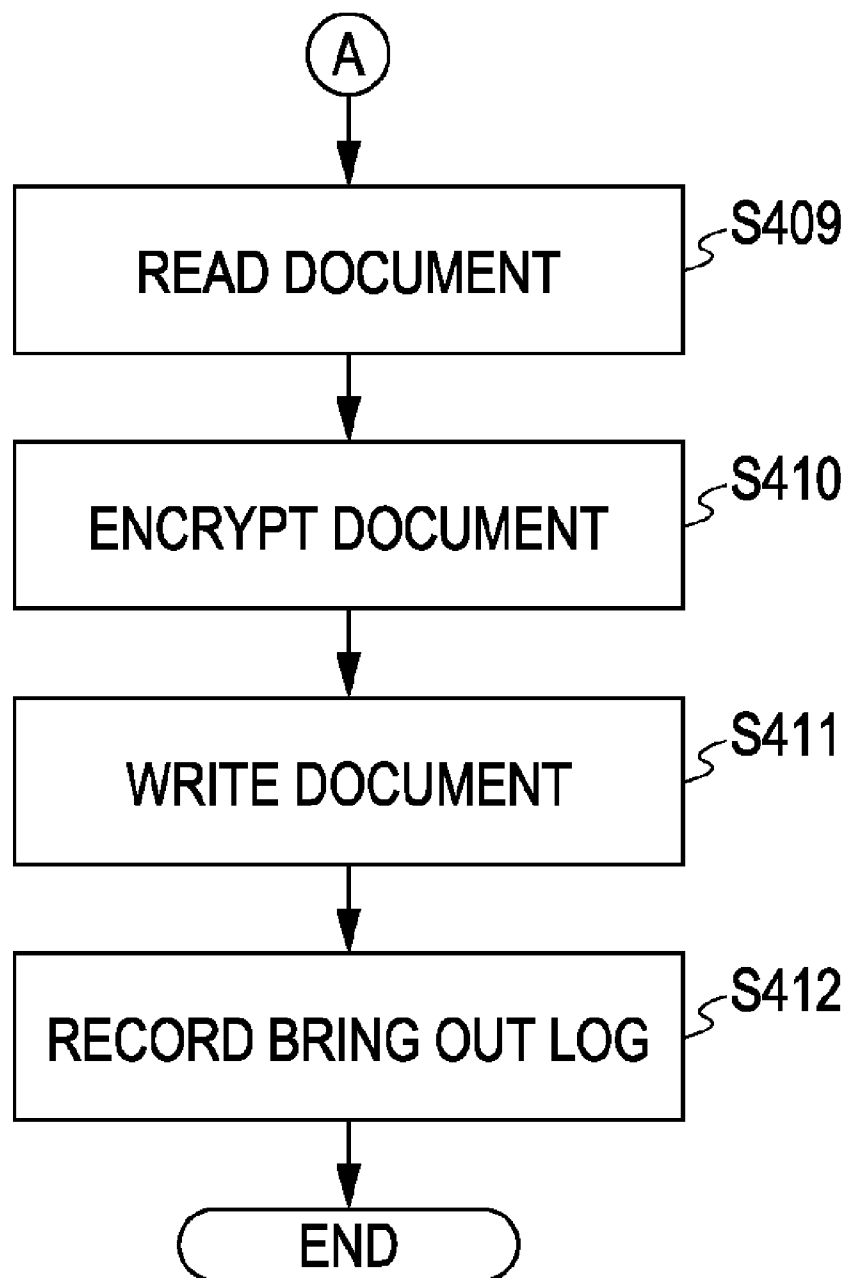 A
READ DOCUMENT
S409
ENCRYPT DOCUMENT
S410
WRITE DOCUMENT
S411
RECORD BRING OUT LOG
S412
END